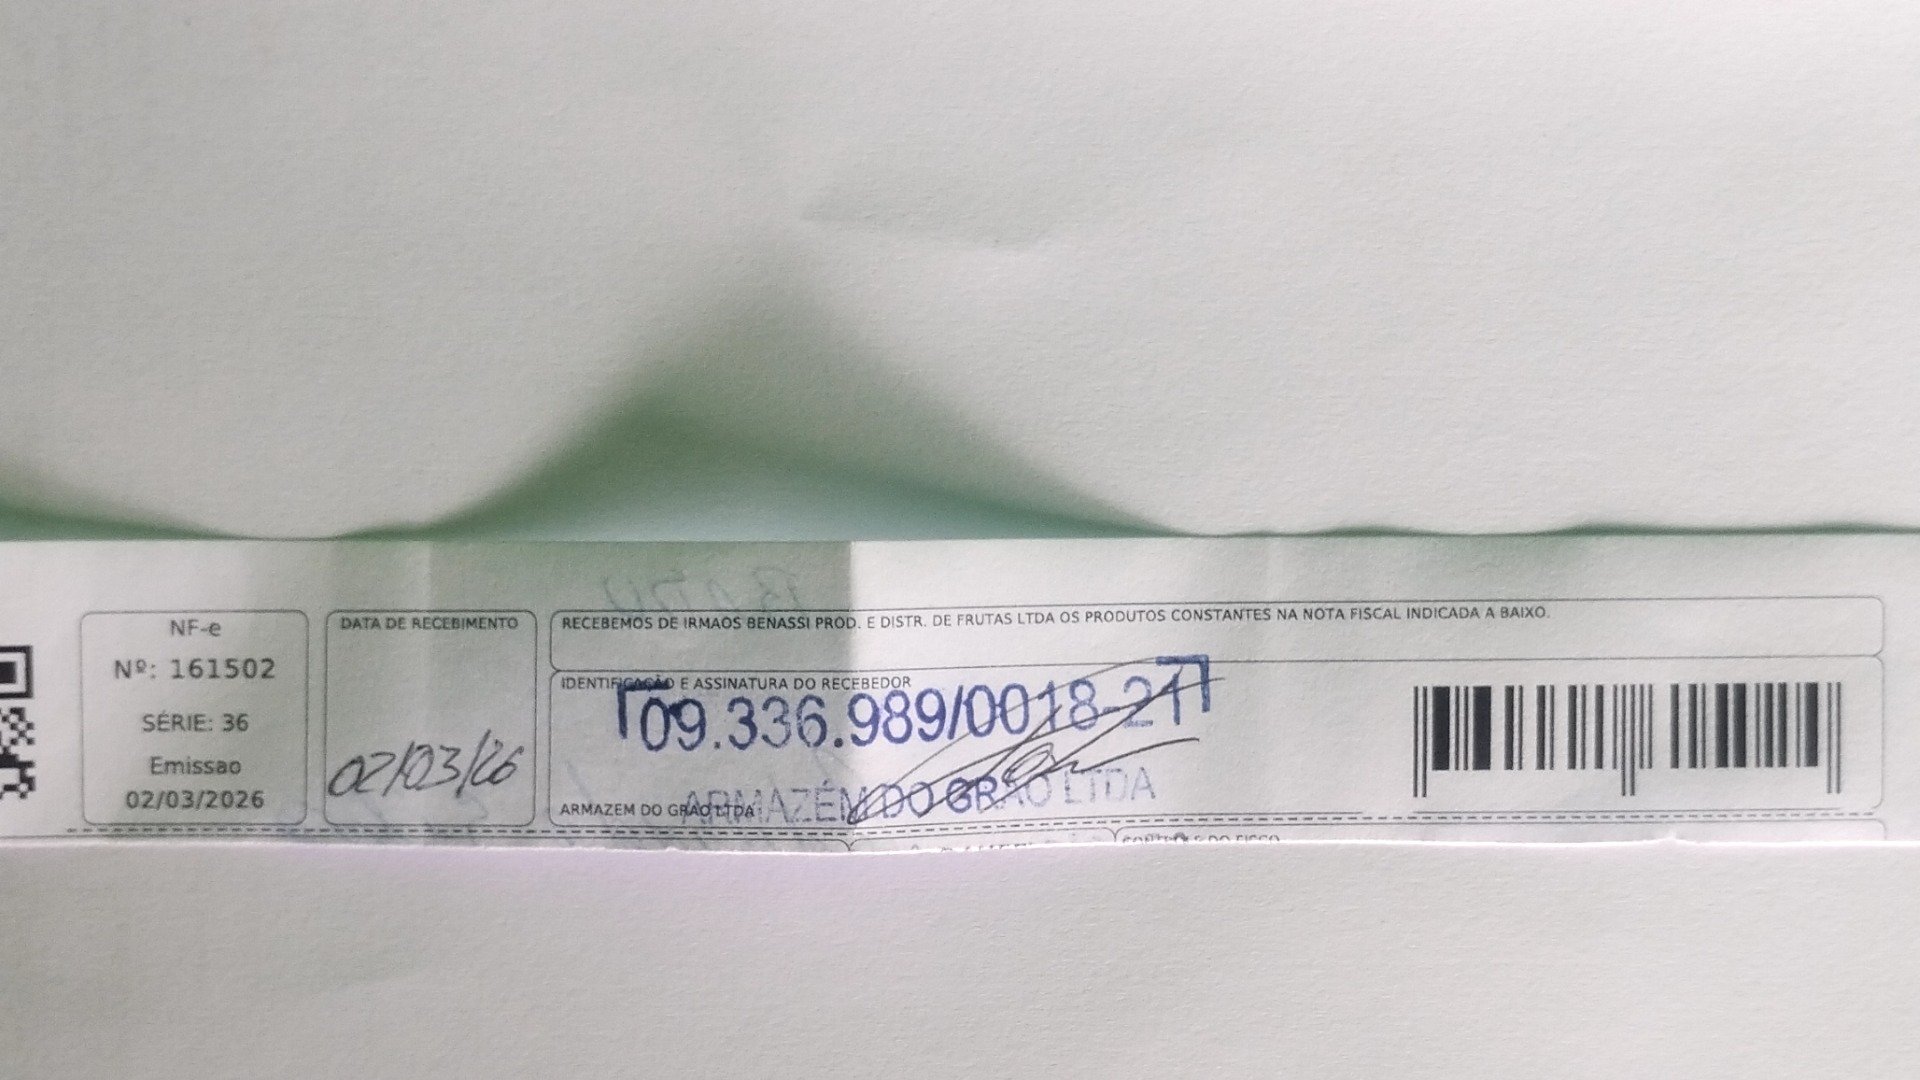 NF-e
Nº: 161502
SÉRIE: 36
Emissao
02/03/2026
DATA DE RECEBIMENTO
02/03/26
RECEBEMOS DE IRMAOS BENASSI PROD. E DISTR. DE FRUTAS LTDA OS PRODUTOS CONSTANTES NA NOTA FISCAL INDICADA A BAIXO.
IDENTIFICAÇÃO E ASSINATURA DO RECEBEDOR
09.336.989/0018-21
ARMAZÉM DO GRÃO LTDA
ARMAZEM DO GRAO LTDA